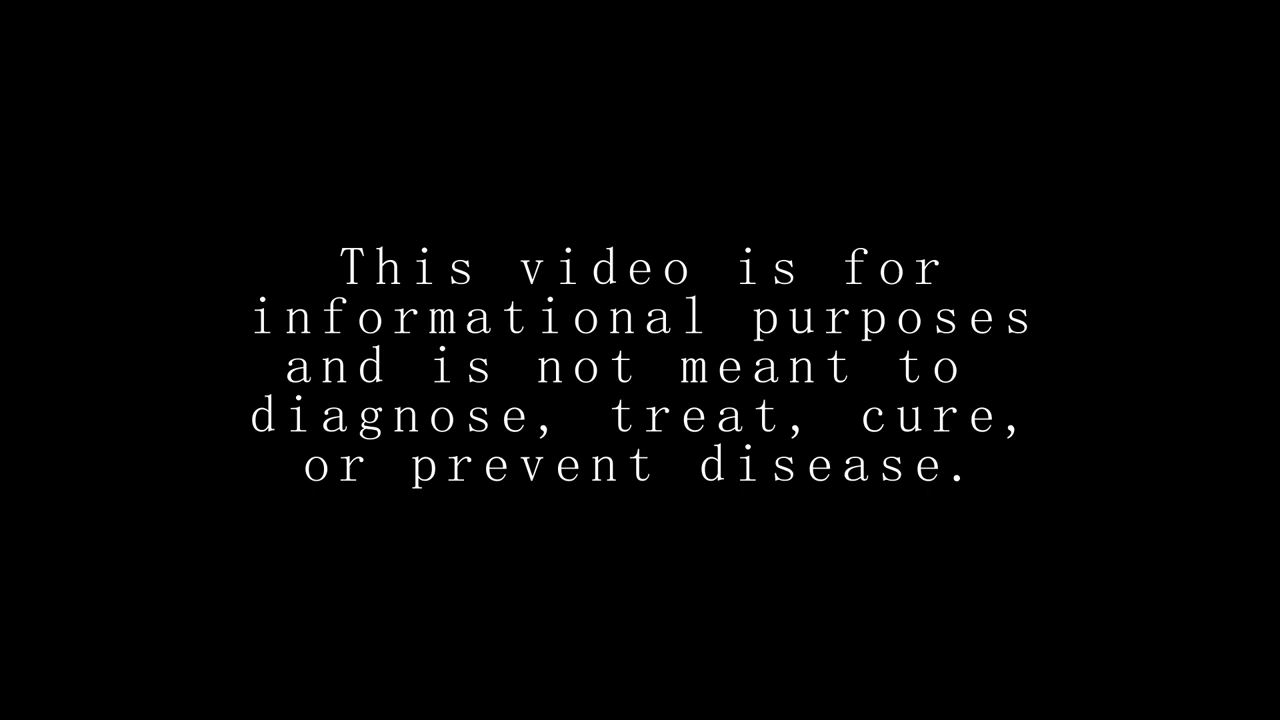 This video is for
informational purposes
and is not meant to
diagnose, treat, cure,
or prevent disease.